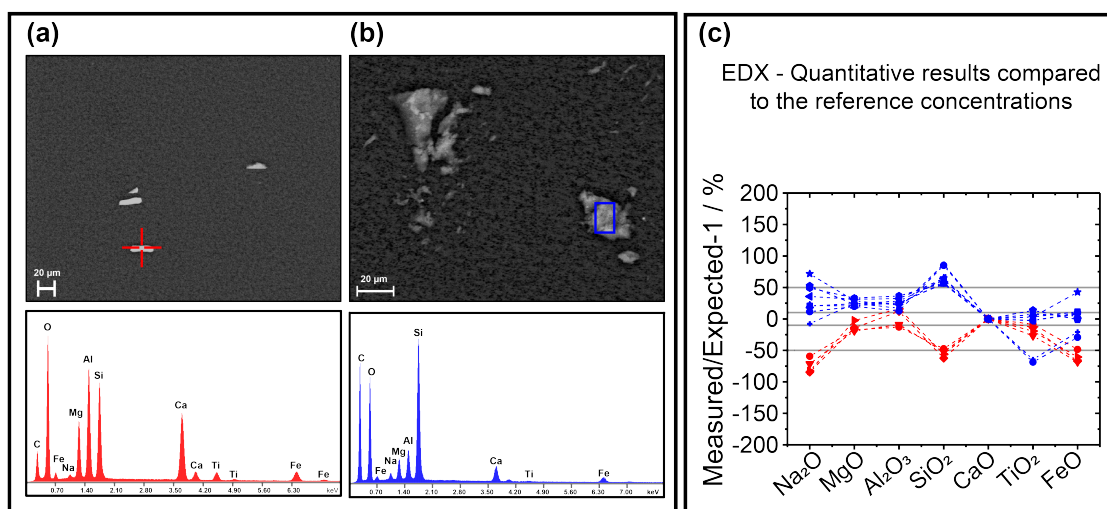 (a)
(b)
(c)
EDX - Quantitative results compared
to the reference concentrations
20 µm
20 µm
O
Al
Si
Mg
Ca
C
Fe
Na
Ca
Ti
Ti
Fe
Fe
0.70 1.40 2.10 2.80 3.50 4.20 4.90 5.60 6.30 keV
Si
C
O
Fe
Na
Mg
Al
Ca
Ti
Fe
0.70 1.40 2.10 2.80 3.50 4.20 4.90 5.60 6.30 7.00 keV
Measured/Expected-1 / %
200
150
100
50
0
-50
-100
-150
-200
Na₂O MgO Al₂O₃ SiO₂ CaO TiO₂ FeO